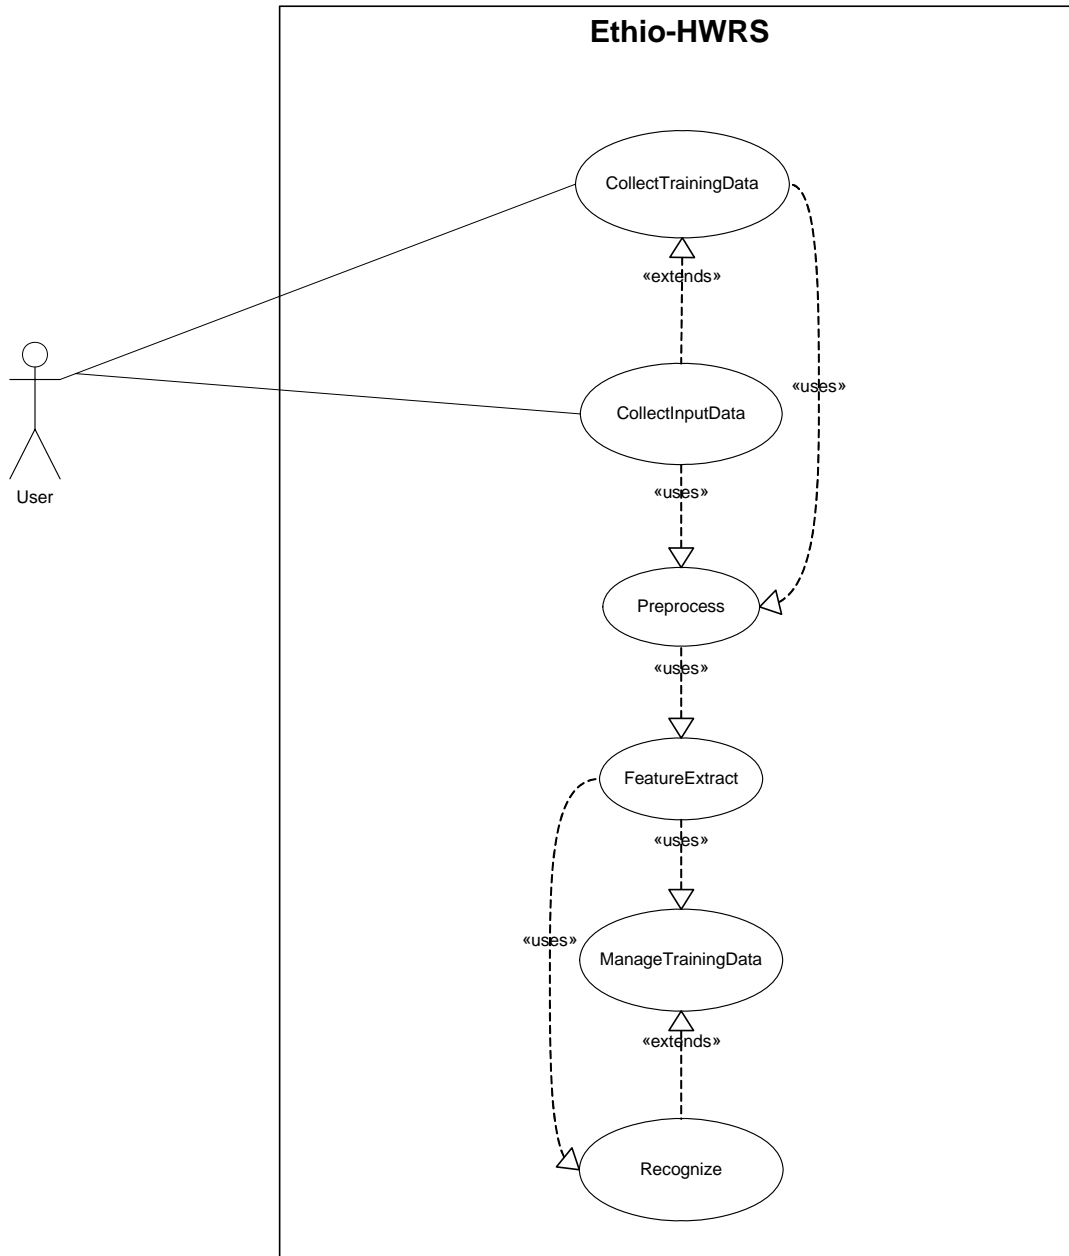 Ethio-HWRS
CollectTrainingData
«extends»
«uses»
CollectInputData
User
«uses»
Preprocess
«uses»
FeatureExtract
«uses»
«uses»
ManageTrainingData
«extends»
Recognize